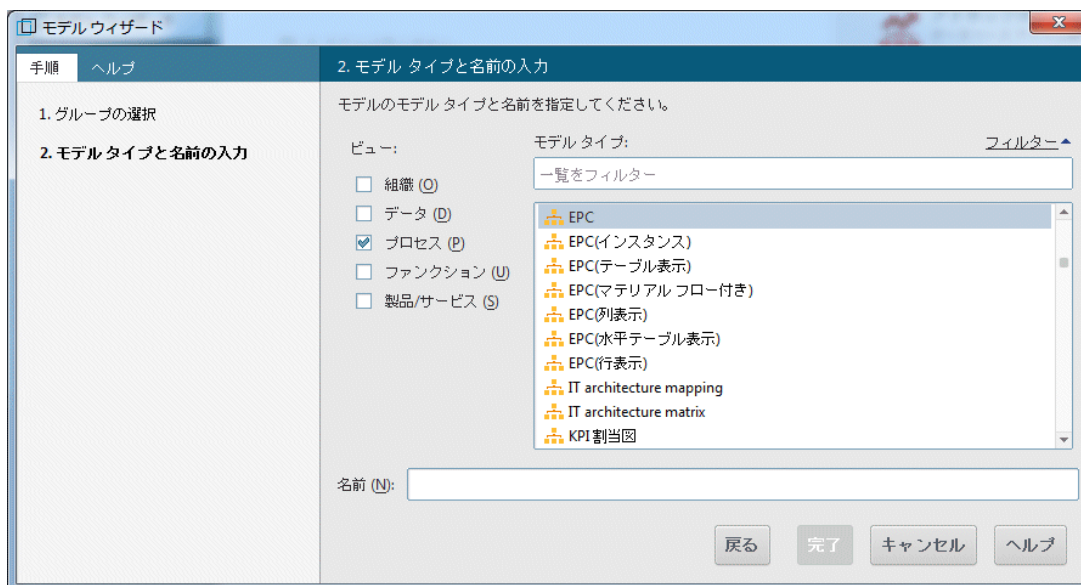 モデル ウィザード
手順
ヘルプ
1. グループの選択
2. モデル タイプと名前の入力
2. モデル タイプと名前の入力
モデルのモデル タイプと名前を指定してください。
ビュー:
組織 (O)
データ (D)
プロセス (P)
ファンクション (U)
製品/サービス (S)
モデル タイプ:
フィルター
一覧をフィルター
EPC
EPC(インスタンス)
EPC(テーブル表示)
EPC(マテリアル フロー付き)
EPC(列表示)
EPC(水平テーブル表示)
EPC(行表示)
IT architecture mapping
IT architecture matrix
KPI 割当図
名前 (N):
戻る
完了
キャンセル
ヘルプ